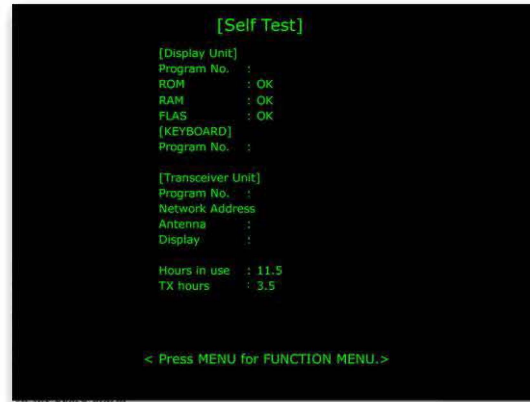 [Self Test]
[Display Unit]
Program No. :
ROM : OK
RAM : OK
FLAS : OK
[KEYBOARD]
Program No. :
[Transceiver Unit]
Program No. :
Network Address
Antenna :
Display :
Hours in use : 11.5
TX hours : 3.5
< Press MENU for FUNCTION MENU.>